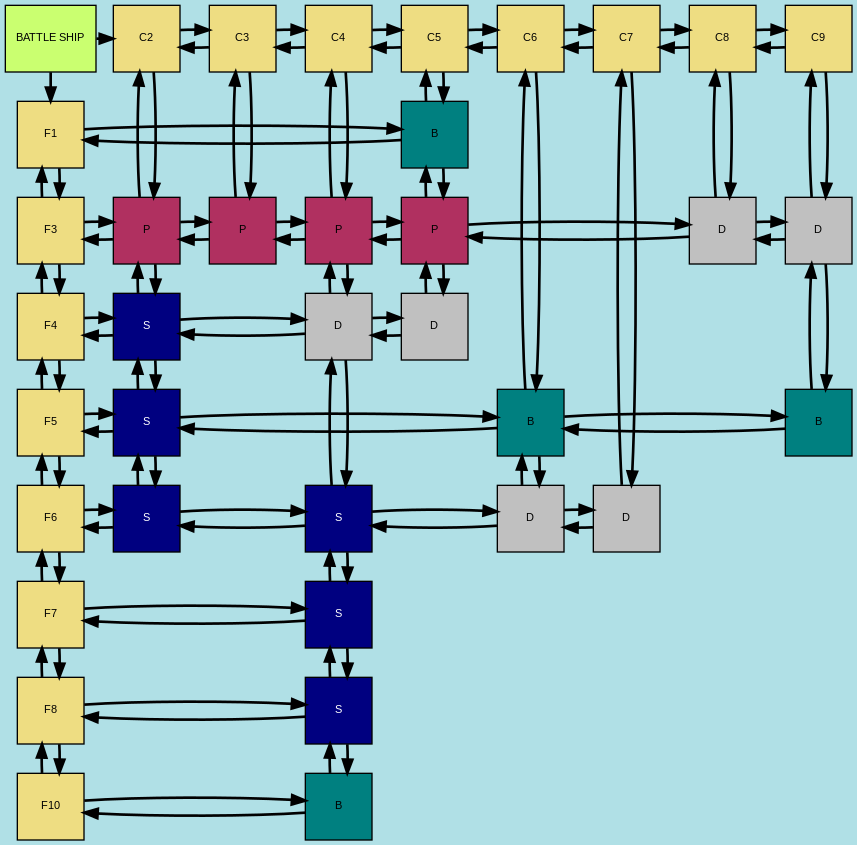 BATTLE SHIP C2 C3 C4 C5 C6 C7 C8 C9
F1 B
F3 P P P P D D
F4 S D D
F5 S B B
F6 S S D D
F7 S
F8 S
F10 B